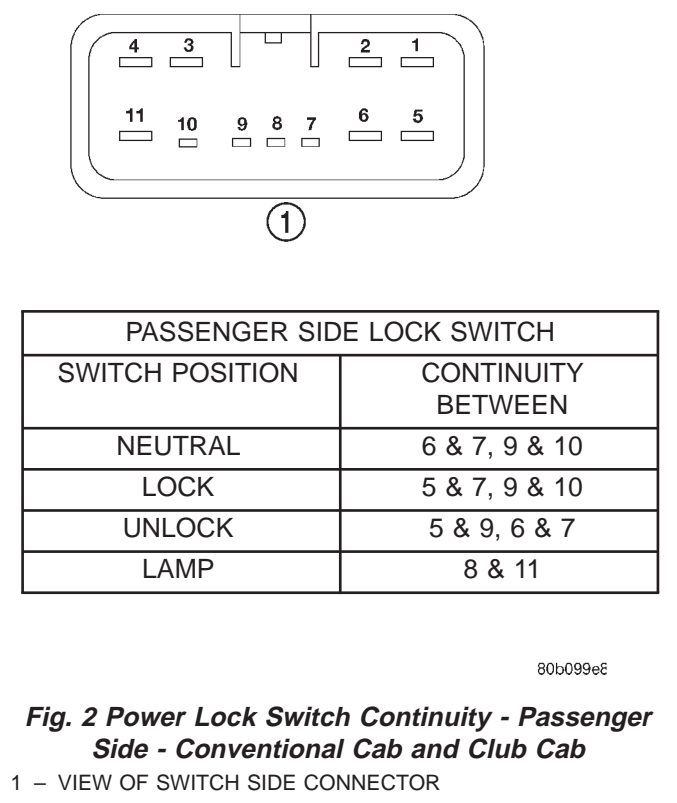 4 3 2 1
11 10 9 8 7 6 5
1
PASSENGER SIDE LOCK SWITCH
SWITCH POSITION CONTINUITY BETWEEN
NEUTRAL 6 & 7, 9 & 10
LOCK 5 & 7, 9 & 10
UNLOCK 5 & 9, 6 & 7
LAMP 8 & 11
80b099e8
Fig. 2 Power Lock Switch Continuity - Passenger
Side - Conventional Cab and Club Cab
1 – VIEW OF SWITCH SIDE CONNECTOR